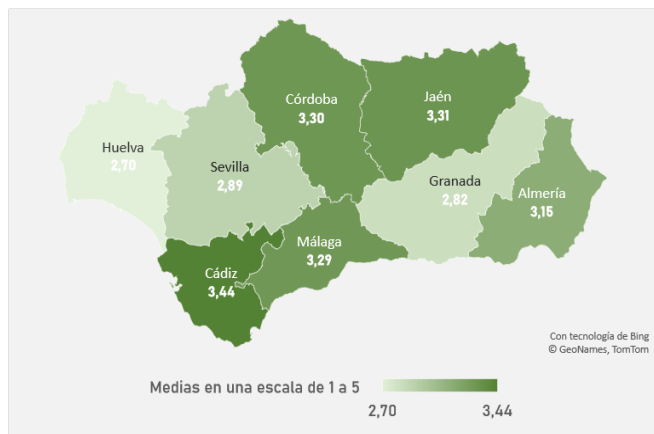 Córdoba
3,30
Jaén
3,31
Huelva
2,70
Sevilla
2,89
Granada
2,82
Almería
3,15
Málaga
3,29
Cádiz
3,44
Con tecnología de Bing
© GeoNames, TomTom
Medias en una escala de 1 a 5
2,70
3,44